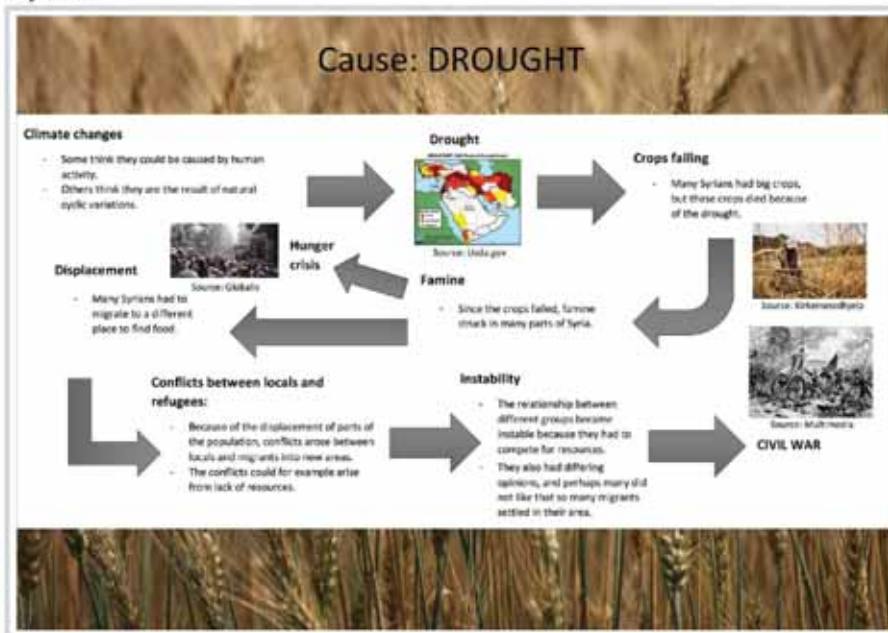 Cause: DROUGHT
Climate changes
- Some think they could be caused by human
activity.
- Others think they are the result of natural
cyclic variations.
Drought
Source: Usda.gov
Crops failing
- Many Syrians had big crops,
but these crops died because
of the drought.
Source: Globalis
Hunger
crisis
Displacement
- Many Syrians had to
migrate to a different
place to find food.
Famine
- Since the crops failed, famine
struck in many parts of Syria.
Source:
Conflicts between locals and
refugees:
- Because of the displacement of parts of
the population, conflicts arose between
locals and migrants into new areas.
- The conflicts could for example arise
from lack of resources.
Instability
- The relationship between
different groups became
instable because they had to
compete for resources.
- They also had differing
opinions, and perhaps many did
not like that so many migrants
settled in their area.
Source: Multimedia
CIVIL WAR